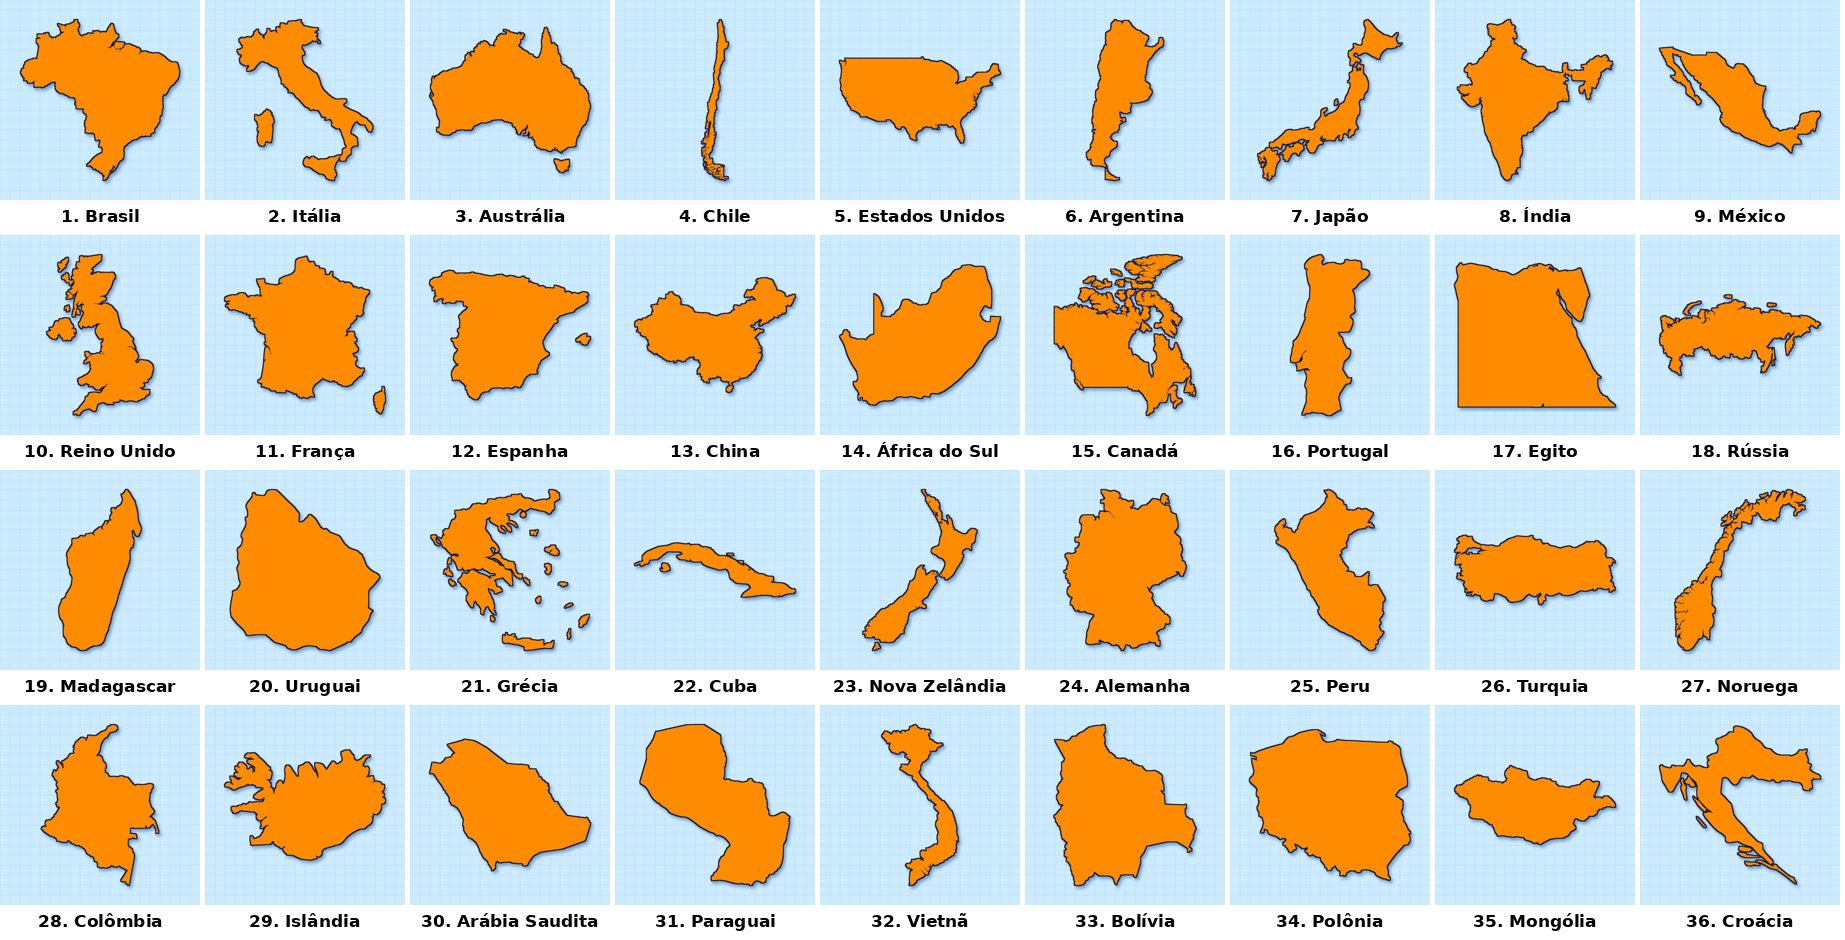 1. Brasil
2. Itália
3. Austrália
4. Chile
5. Estados Unidos
6. Argentina
7. Japão
8. Índia
9. México
10. Reino Unido
11. França
12. Espanha
13. China
14. África do Sul
15. Canadá
16. Portugal
17. Egito
18. Rússia
19. Madagascar
20. Uruguai
21. Grécia
22. Cuba
23. Nova Zelândia
24. Alemanha
25. Peru
26. Turquia
27. Noruega
28. Colômbia
29. Islândia
30. Arábia Saudita
31. Paraguai
32. Vietnã
33. Bolívia
34. Polônia
35. Mongólia
36. Croácia